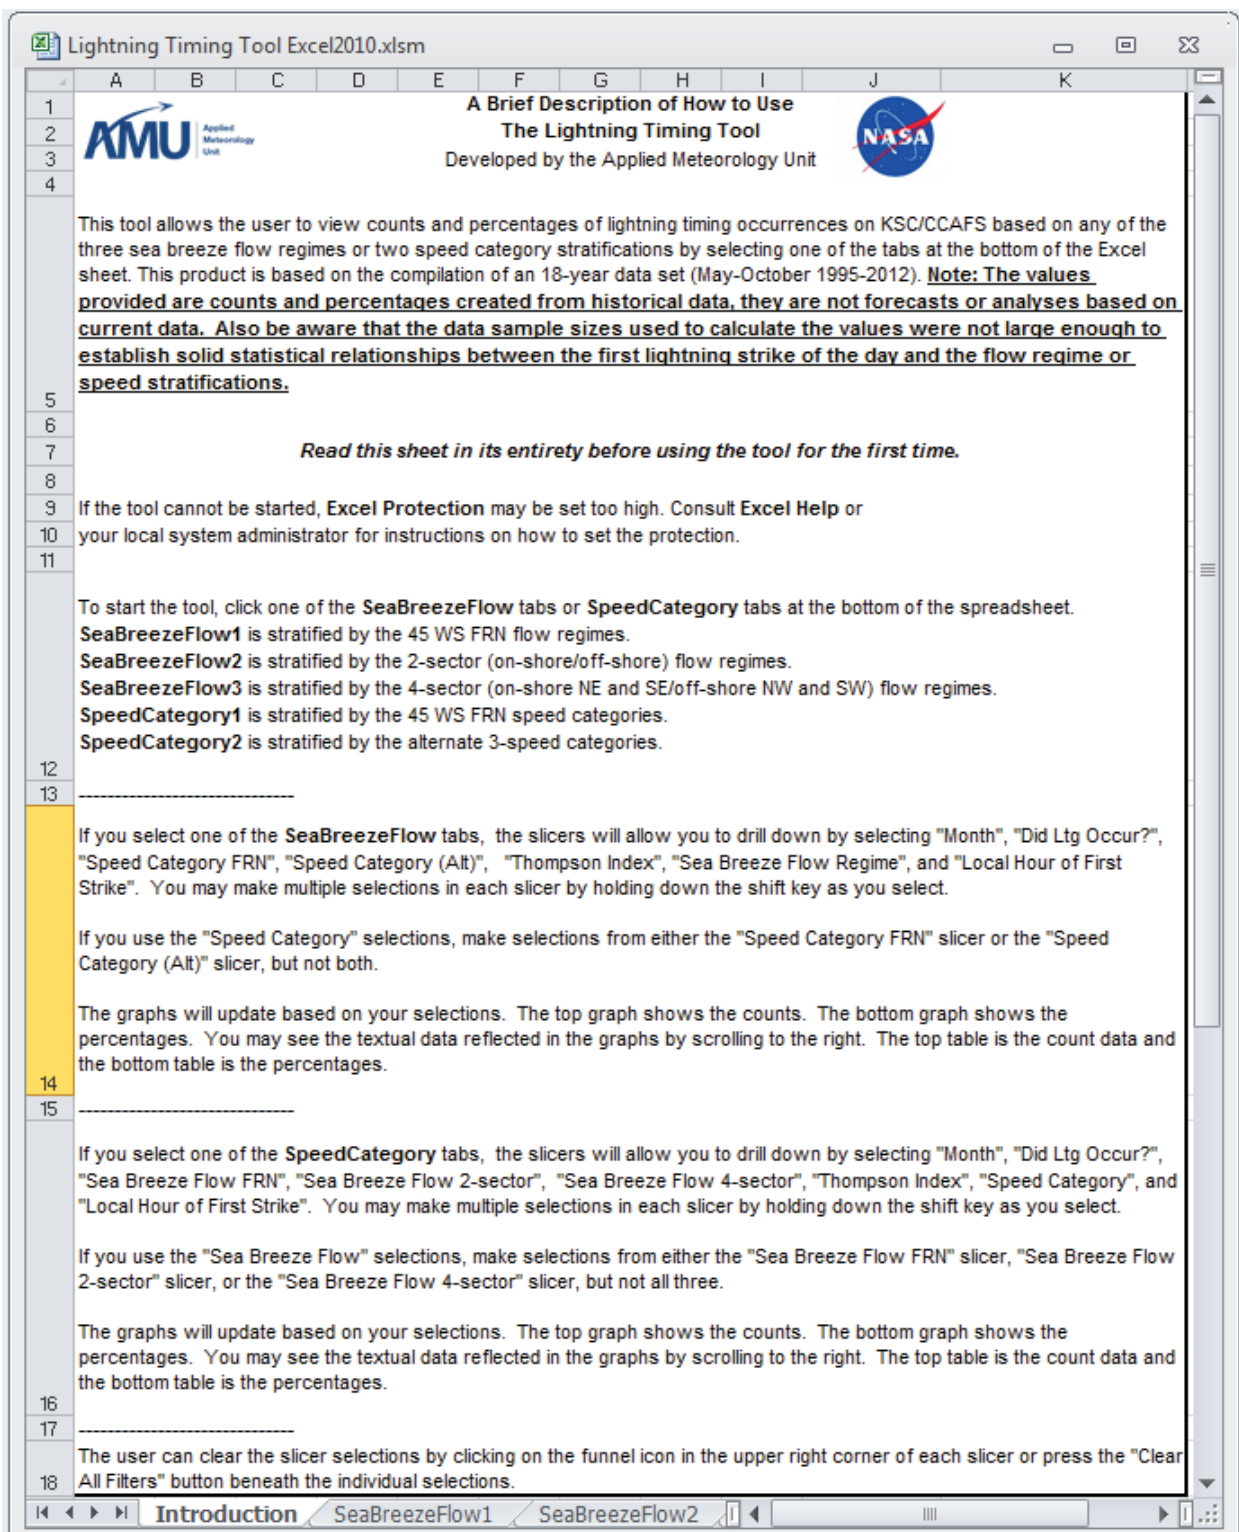 Lightning Timing Tool Excel2010.xlsm
A B C D E F G H I J K
1 A Brief Description of How to Use
2 The Lightning Timing Tool
3 Developed by the Applied Meteorology Unit
4
AMU Applied
Meteorology
Unit
NASA
This tool allows the user to view counts and percentages of lightning timing occurrences on KSC/CCAFS based on any of the
three sea breeze flow regimes or two speed category stratifications by selecting one of the tabs at the bottom of the Excel
sheet. This product is based on the compilation of an 18-year data set (May-October 1995-2012). Note: The values
provided are counts and percentages created from historical data, they are not forecasts or analyses based on
current data.  Also be aware that the data sample sizes used to calculate the values were not large enough to
establish solid statistical relationships between the first lightning strike of the day and the flow regime or
speed stratifications.
5
6
7 Read this sheet in its entirety before using the tool for the first time.
8
9 If the tool cannot be started, Excel Protection may be set too high. Consult Excel Help or
10 your local system administrator for instructions on how to set the protection.
11
To start the tool, click one of the SeaBreezeFlow tabs or SpeedCategory tabs at the bottom of the spreadsheet.
SeaBreezeFlow1 is stratified by the 45 WS FRN flow regimes.
SeaBreezeFlow2 is stratified by the 2-sector (on-shore/off-shore) flow regimes.
SeaBreezeFlow3 is stratified by the 4-sector (on-shore NE and SE/off-shore NW and SW) flow regimes.
SpeedCategory1 is stratified by the 45 WS FRN speed categories.
SpeedCategory2 is stratified by the alternate 3-speed categories.
12
13 ------------------------------
If you select one of the SeaBreezeFlow tabs,  the slicers will allow you to drill down by selecting "Month", "Did Ltg Occur?",
"Speed Category FRN", "Speed Category (Alt)",   "Thompson Index", "Sea Breeze Flow Regime", and "Local Hour of First
Strike".  You may make multiple selections in each slicer by holding down the shift key as you select.
If you use the "Speed Category" selections, make selections from either the "Speed Category FRN" slicer or the "Speed
Category (Alt)" slicer, but not both.
The graphs will update based on your selections.  The top graph shows the counts.  The bottom graph shows the
percentages.  You may see the textual data reflected in the graphs by scrolling to the right.  The top table is the count data and
the bottom table is the percentages.
14
15 ------------------------------
If you select one of the SpeedCategory tabs,  the slicers will allow you to drill down by selecting "Month", "Did Ltg Occur?",
"Sea Breeze Flow FRN", "Sea Breeze Flow 2-sector",  "Sea Breeze Flow 4-sector", "Thompson Index", "Speed Category", and
"Local Hour of First Strike".  You may make multiple selections in each slicer by holding down the shift key as you select.
If you use the "Sea Breeze Flow" selections, make selections from either the "Sea Breeze Flow FRN" slicer, "Sea Breeze Flow
2-sector" slicer, or the "Sea Breeze Flow 4-sector" slicer, but not all three.
The graphs will update based on your selections.  The top graph shows the counts.  The bottom graph shows the
percentages.  You may see the textual data reflected in the graphs by scrolling to the right.  The top table is the count data and
the bottom table is the percentages.
16
17 ------------------------------
The user can clear the slicer selections by clicking on the funnel icon in the upper right corner of each slicer or press the "Clear
18 All Filters" button beneath the individual selections.
Introduction SeaBreezeFlow1 SeaBreezeFlow2